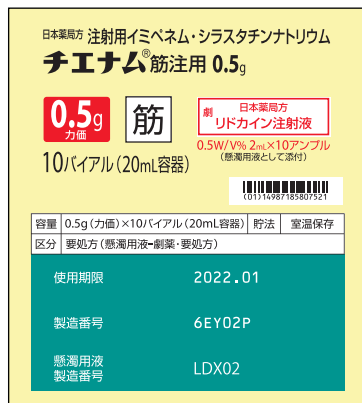 日本薬局方 注射用イミペネム・シラスタチンナトリウム
チエナム®筋注用 0.5g
0.5g
力価
筋
劇 日本薬局方
リドカイン注射液
0.5W/V% 2mL×10アンプル
(懸濁用液として添付)
10バイアル(20mL容器)
(01)14987185807521
容量 0.5g(力価)×10バイアル(20mL容器) 貯法 室温保存
区分 要処方(懸濁用液-劇薬・要処方)
使用期限 2022.01
製造番号 6EY02P
懸濁用液
製造番号 LDX02